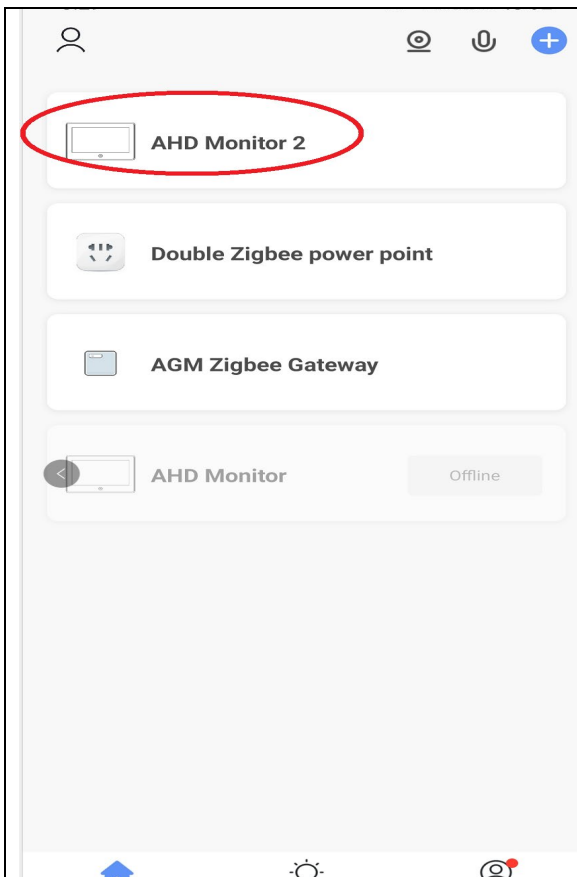 AHD Monitor 2
Double Zigbee power point
AGM Zigbee Gateway
AHD Monitor
Offline